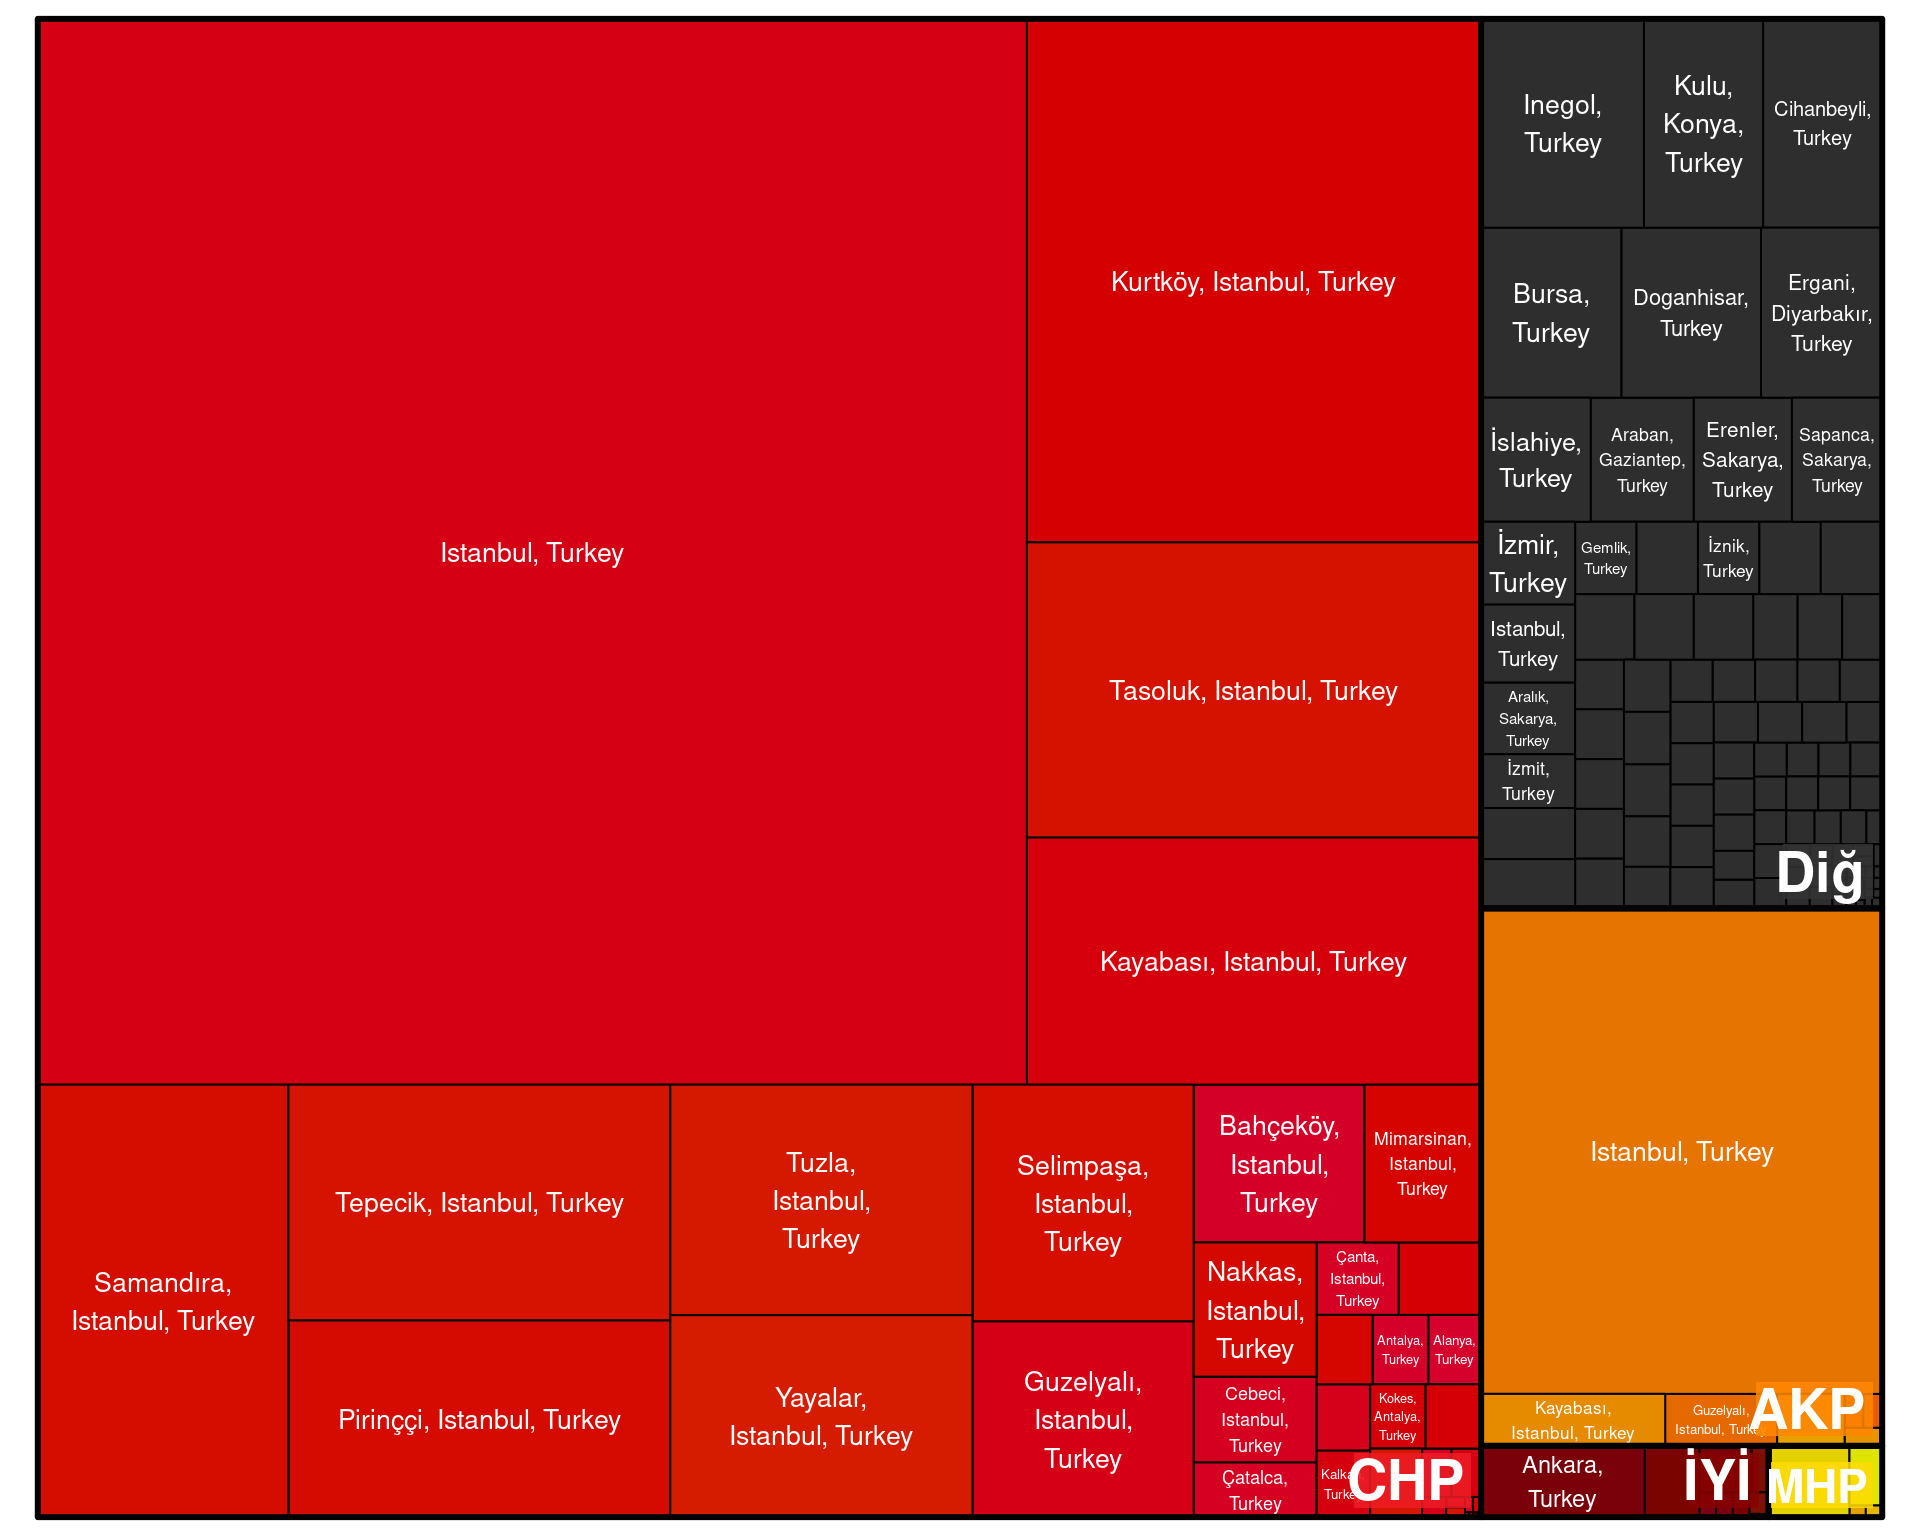 Istanbul, Turkey
Kurtköy, Istanbul, Turkey
Tasoluk, Istanbul, Turkey
Kayabası, Istanbul, Turkey
Samandıra,
Istanbul, Turkey
Tepecik, Istanbul, Turkey
Pirinççi, Istanbul, Turkey
Tuzla,
Istanbul,
Turkey
Yayalar,
Istanbul, Turkey
Selimpaşa,
Istanbul,
Turkey
Guzelyalı,
Istanbul,
Turkey
Bahçeköy,
Istanbul,
Turkey
Mimarsinan,
Istanbul,
Turkey
Nakkas,
Istanbul,
Turkey
Çanta,
Istanbul,
Turkey
Antalya,
Turkey
Alanya,
Turkey
Cebeci,
Istanbul,
Turkey
Kokes,
Antalya,
Turkey
Çatalca,
Turkey
CHP
Inegol,
Turkey
Kulu,
Konya,
Turkey
Cihanbeyli,
Turkey
Bursa,
Turkey
Doganhisar,
Turkey
Ergani,
Diyarbakır,
Turkey
İslahiye,
Turkey
Araban,
Gaziantep,
Turkey
Erenler,
Sakarya,
Turkey
Sapanca,
Sakarya,
Turkey
İzmir,
Turkey
Gemlik,
Turkey
İznik,
Turkey
Istanbul,
Turkey
Aralık,
Sakarya,
Turkey
İzmit,
Turkey
Diğ
Istanbul, Turkey
Kayabası,
Istanbul, Turkey
Guzelyalı,
Istanbul,
AKP
Ankara,
Turkey
İYİ
MHP